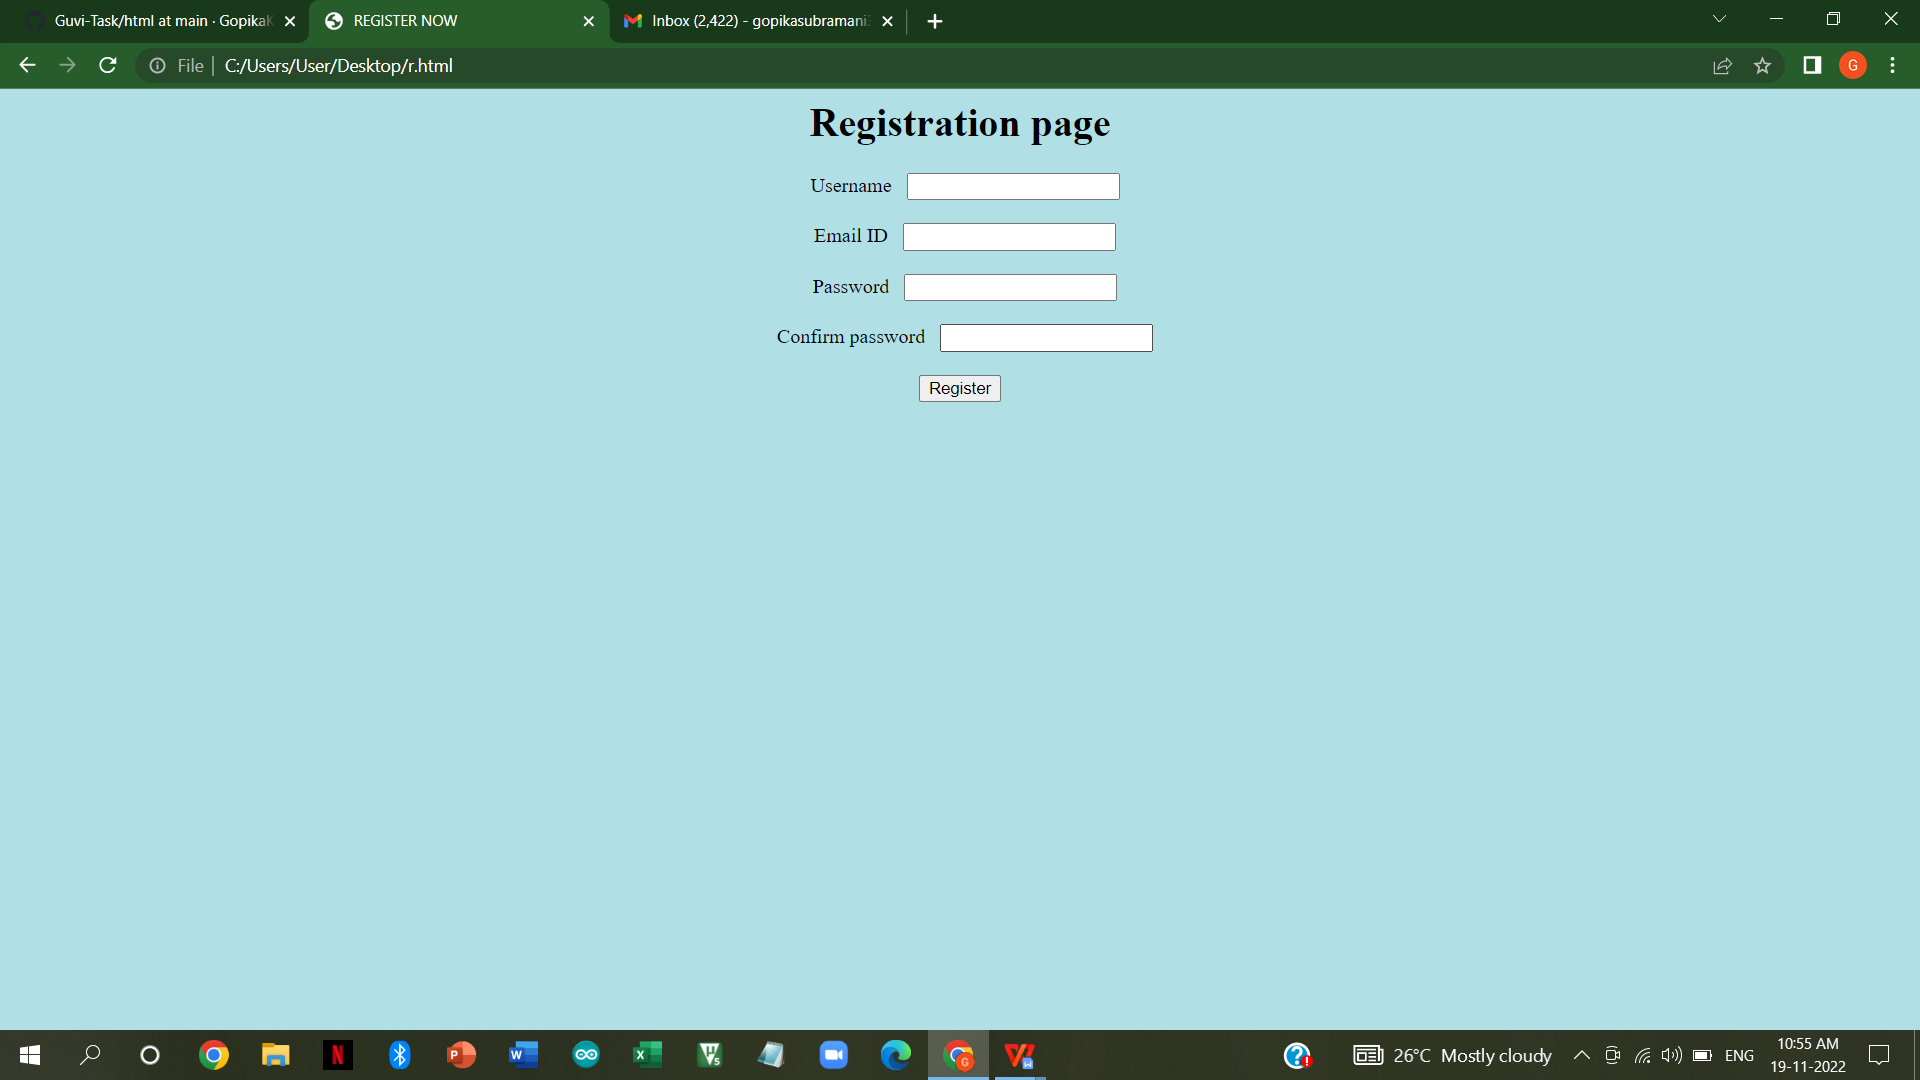 Guvi-Task/html at main · GopikaK
REGISTER NOW
Inbox (2,422) - gopikasubramani
File
C:/Users/User/Desktop/r.html
G
Registration page
Username
Email ID
Password
Confirm password
Register
26°C Mostly cloudy
ENG
10:55 AM
19-11-2022